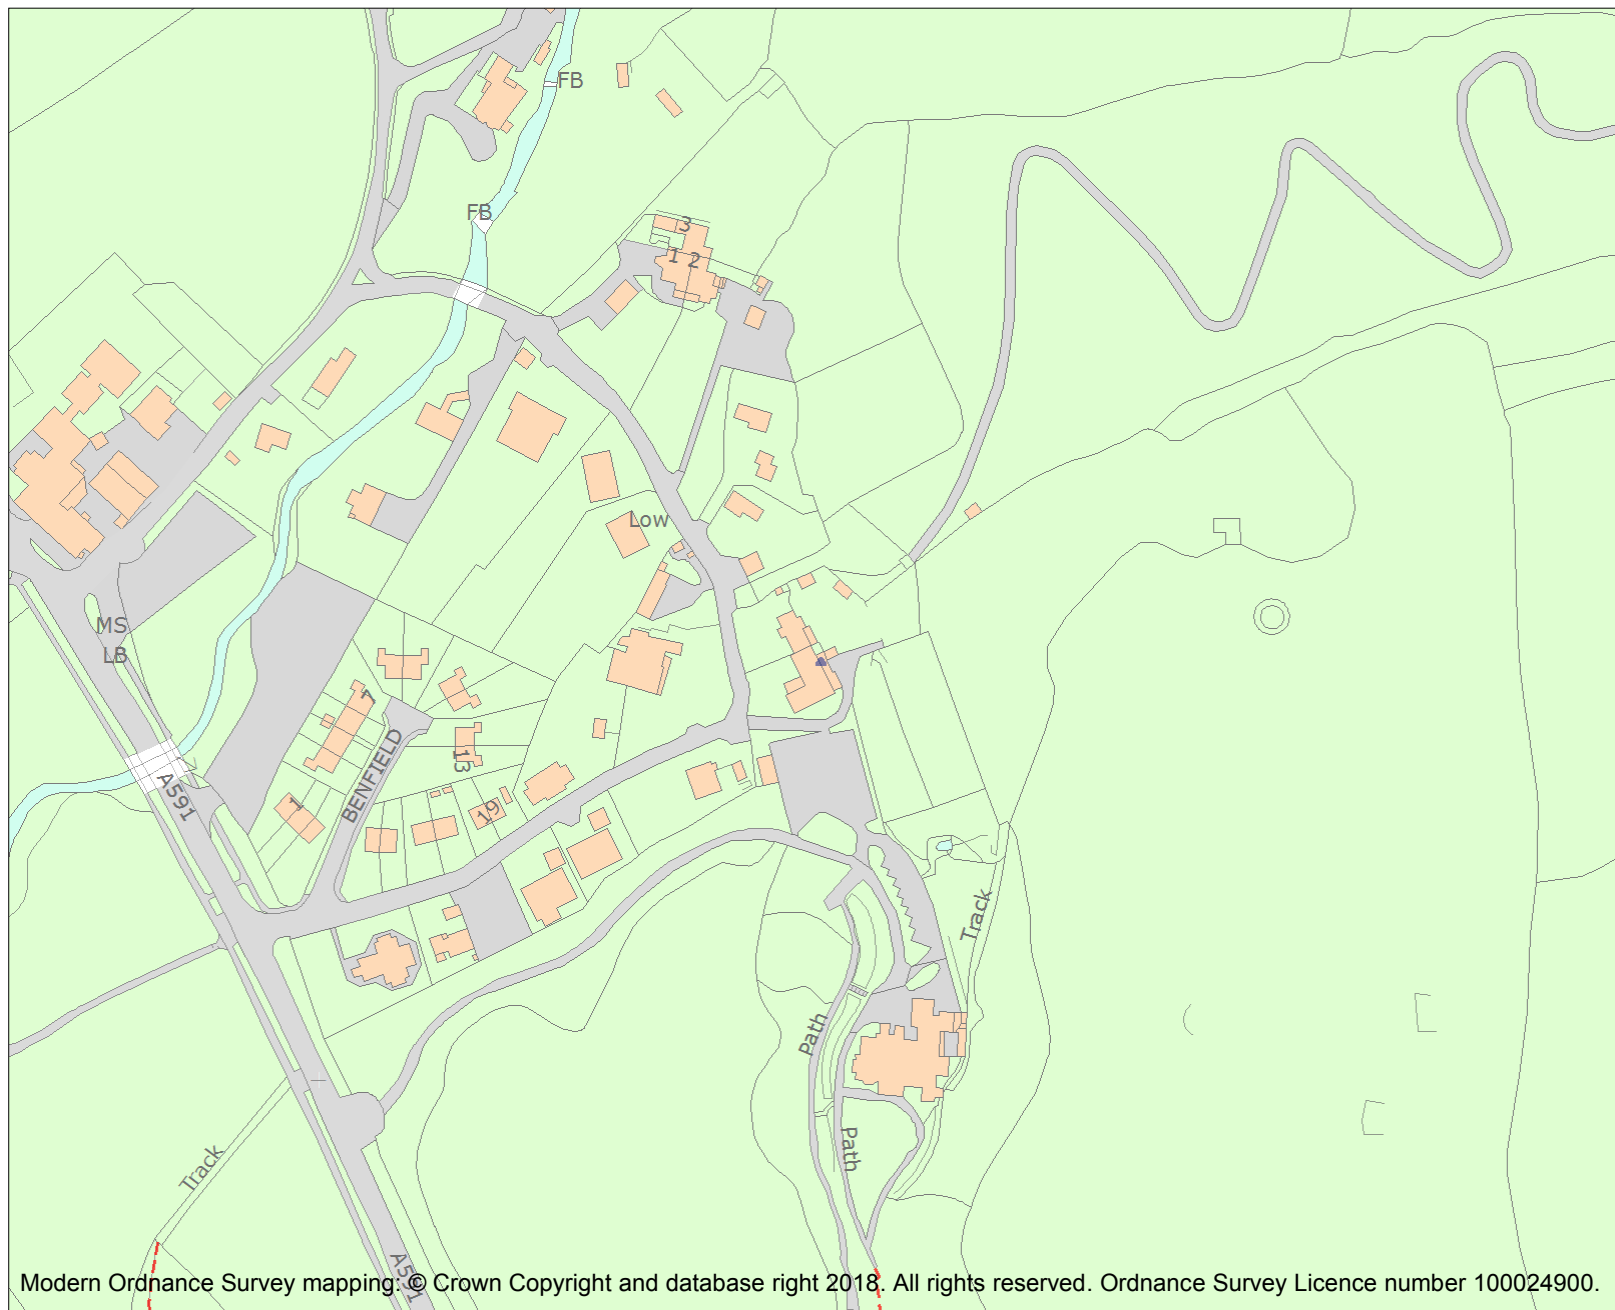 FB
FB
3
1 2
Low
MS
LB
7
BENFIELD
13
A591
1
19
Track
Path
Path
Track
A591
Modern Ordnance Survey mapping: © Crown Copyright and database right 2018. All rights reserved. Ordnance Survey Licence number 100024900.